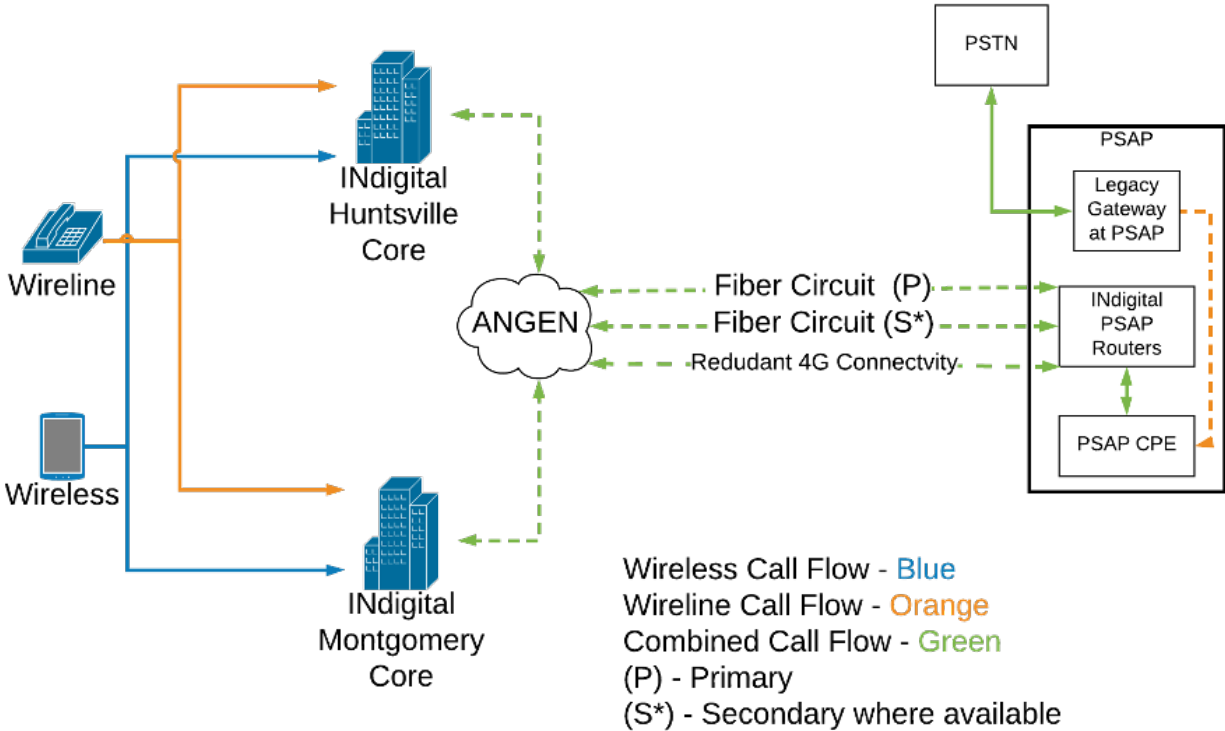 PSTN
PSAP
Legacy
Gateway
at PSAP
INdigital
Huntsville
Core
Wireline
ANGEN
Fiber Circuit (P)
Fiber Circuit (S*)
Redudant 4G Connectvity
INdigital
PSAP
Routers
PSAP CPE
Wireless
INdigital
Montgomery
Core
Wireless Call Flow - Blue
Wireline Call Flow - Orange
Combined Call Flow - Green
(P) - Primary
(S*) - Secondary where available